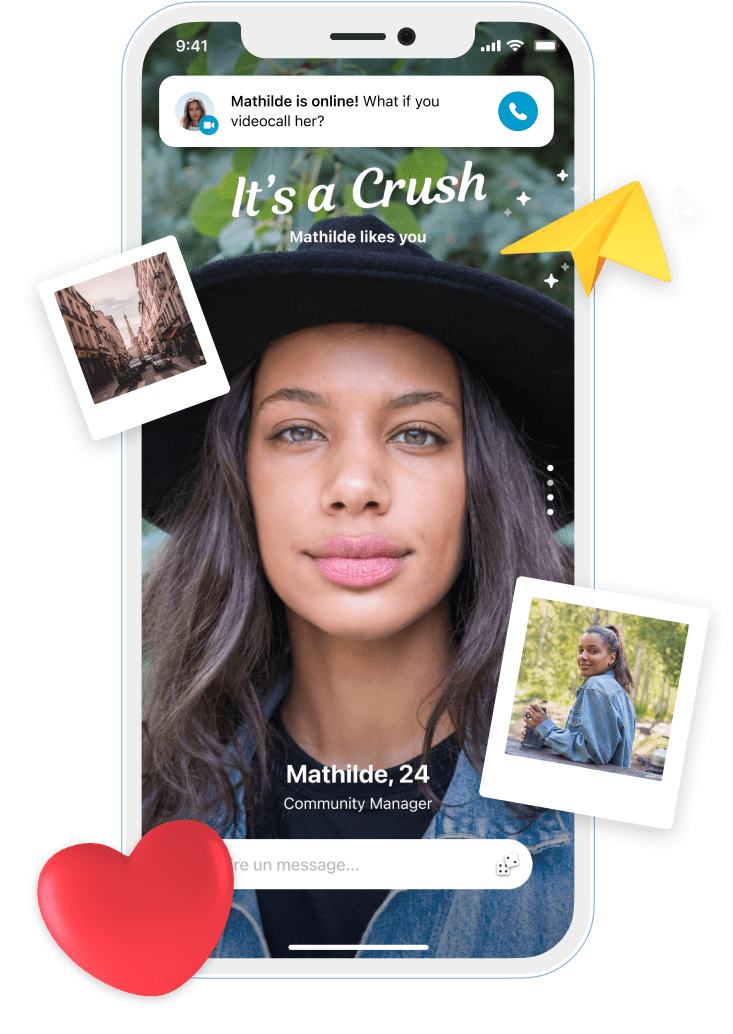 9:41
Mathilde is online! What if you
videocall her?
It's a Crush
Mathilde likes you
Mathilde, 24
Community Manager
un message...